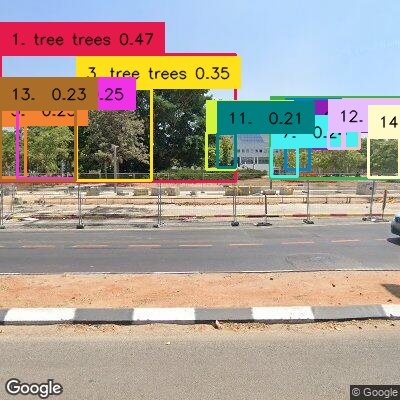 1. tree trees 0.47
3. tree trees 0.35
13. 0.23
.25
11. 0.21
12.
14
Google
© Google